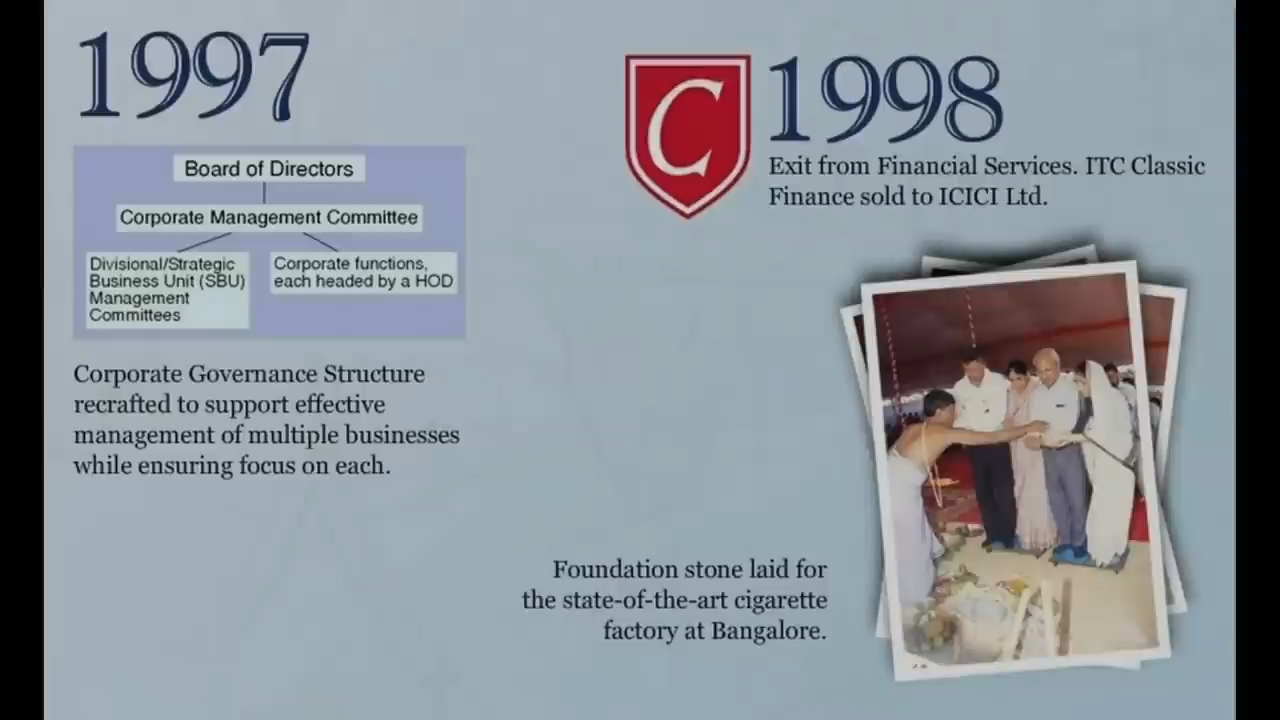 1997
Board of Directors
Corporate Management Committee
Divisional/Strategic
Business Unit (SBU)
Management
Committees
Corporate functions,
each headed by a HOD
Corporate Governance Structure
recrafted to support effective
management of multiple businesses
while ensuring focus on each.
C
1998
Exit from Financial Services. ITC Classic
Finance sold to ICICI Ltd.
Foundation stone laid for
the state-of-the-art cigarette
factory at Bangalore.